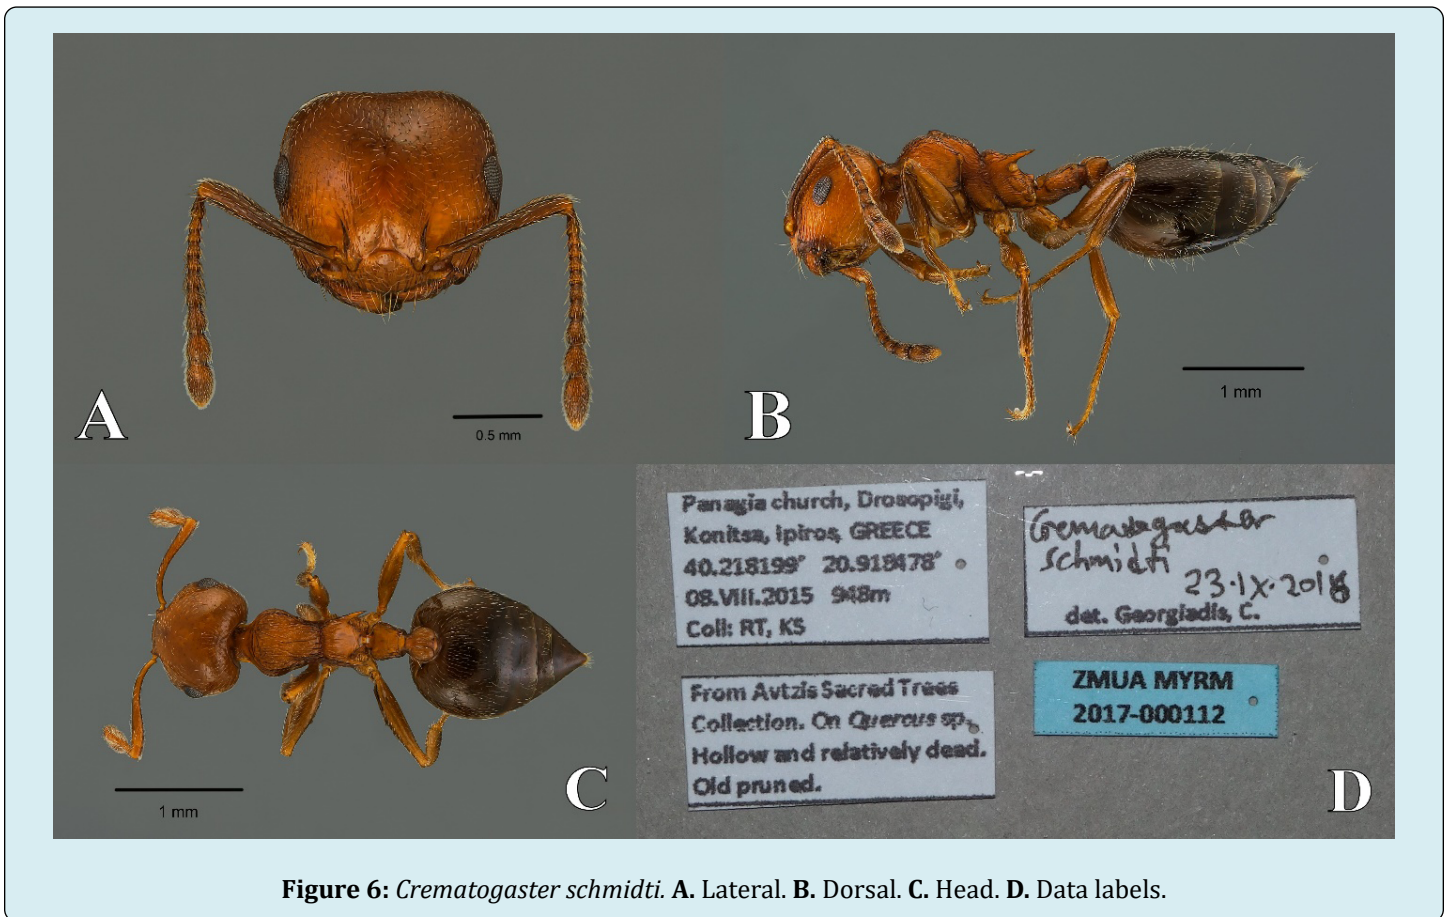 A
0.5 mm
B
1 mm
C
1 mm
Panagia church, Drosopigi,
Konitsa, Ipiros, GREECE
40.218199° 20.918478°
08.VIII.2015 948m
Coll: RT, KS
Crematogaster
schmidti
23.IX.2018
det. Georgiadis, C.
From Avtzis Sacred Trees
Collection. On Quercus sp.
Hollow and relatively dead.
Old pruned.
ZMUA MYRM
2017-000112
D
Figure 6: Crematogaster schmidti. A. Lateral. B. Dorsal. C. Head. D. Data labels.